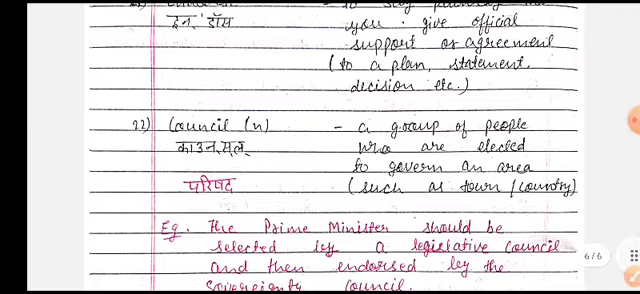 इन्'डॉस
you. give official
support or agreement
(to a plan, statement,
decision etc.)
22) Council (n) - a group of people
काउन्सल् who are elected
to govern an area
परिषद (such as town/country)
Eg. The Prime Minister should be
selected by a legislative council
and then endorsed by the
sovereignty council.
6/6